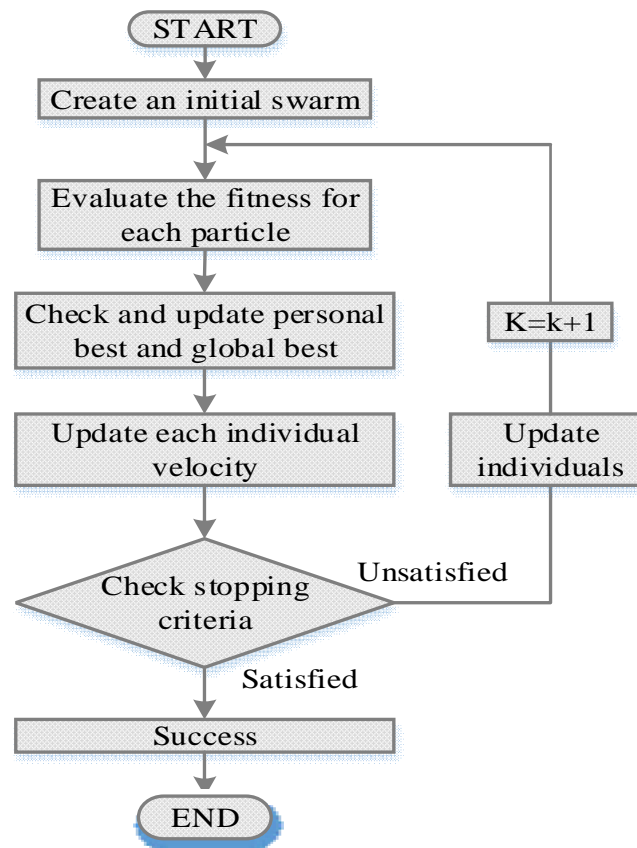 START
Create an initial swarm
Evaluate the fitness for
each particle
Check and update personal
best and global best
K=k+1
Update each individual
velocity
Update
individuals
Check stopping
criteria
Unsatisfied
Satisfied
Success
END